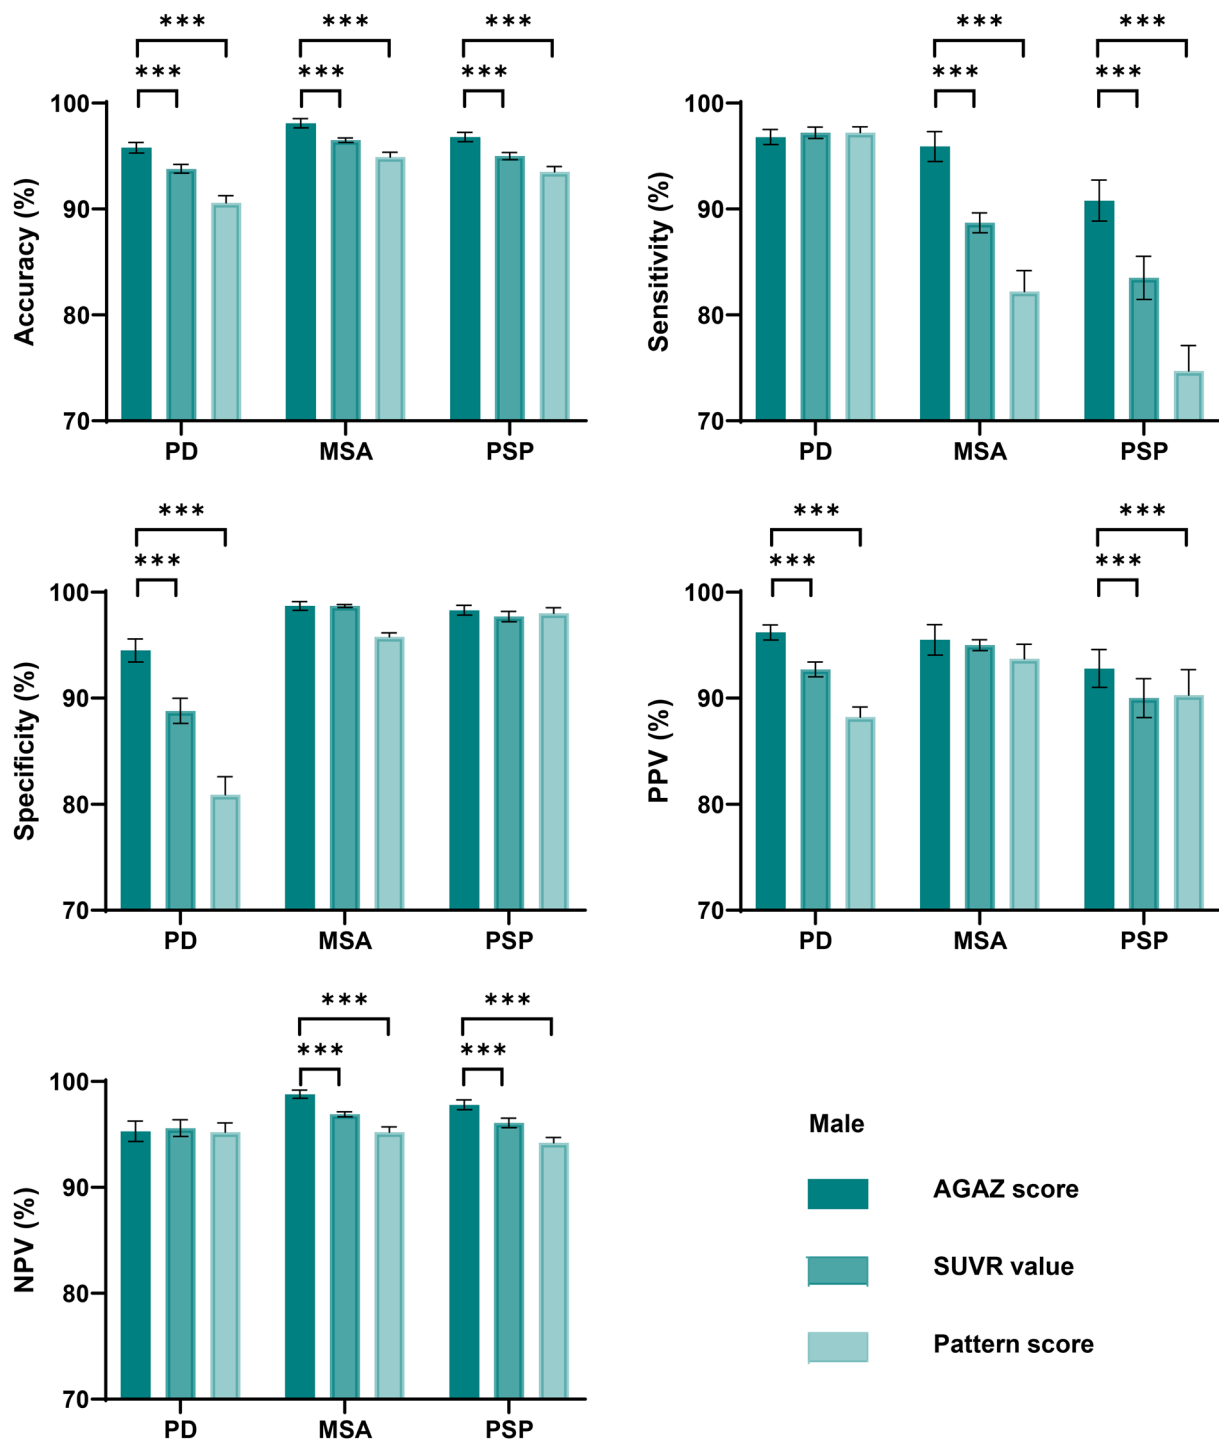 *** *** ***
*** *** ***
100
90
80
70
Accuracy (%)
PD MSA PSP
*** ***
*** ***
100
90
80
70
Sensitivity (%)
PD MSA PSP
***
***
100
90
80
70
Specificity (%)
PD MSA PSP
*** ***
*** ***
100
90
80
70
PPV (%)
PD MSA PSP
*** ***
*** ***
100
90
80
70
NPV (%)
PD MSA PSP
Male
AGAZ score
SUVR value
Pattern score